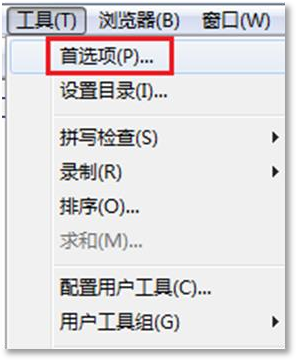 工具(T) 浏览器(B) 窗口(W)
首选项(P)...
设置目录(I)...
拼写检查(S)
录制(R)
排序(O)...
求和(M)...
配置用户工具(C)...
用户工具组(G)